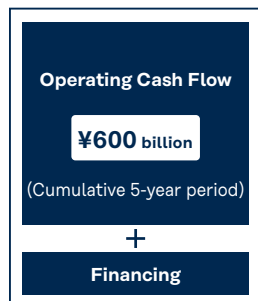 Operating Cash Flow
¥600 billion
(Cumulative 5-year period)
+
Financing